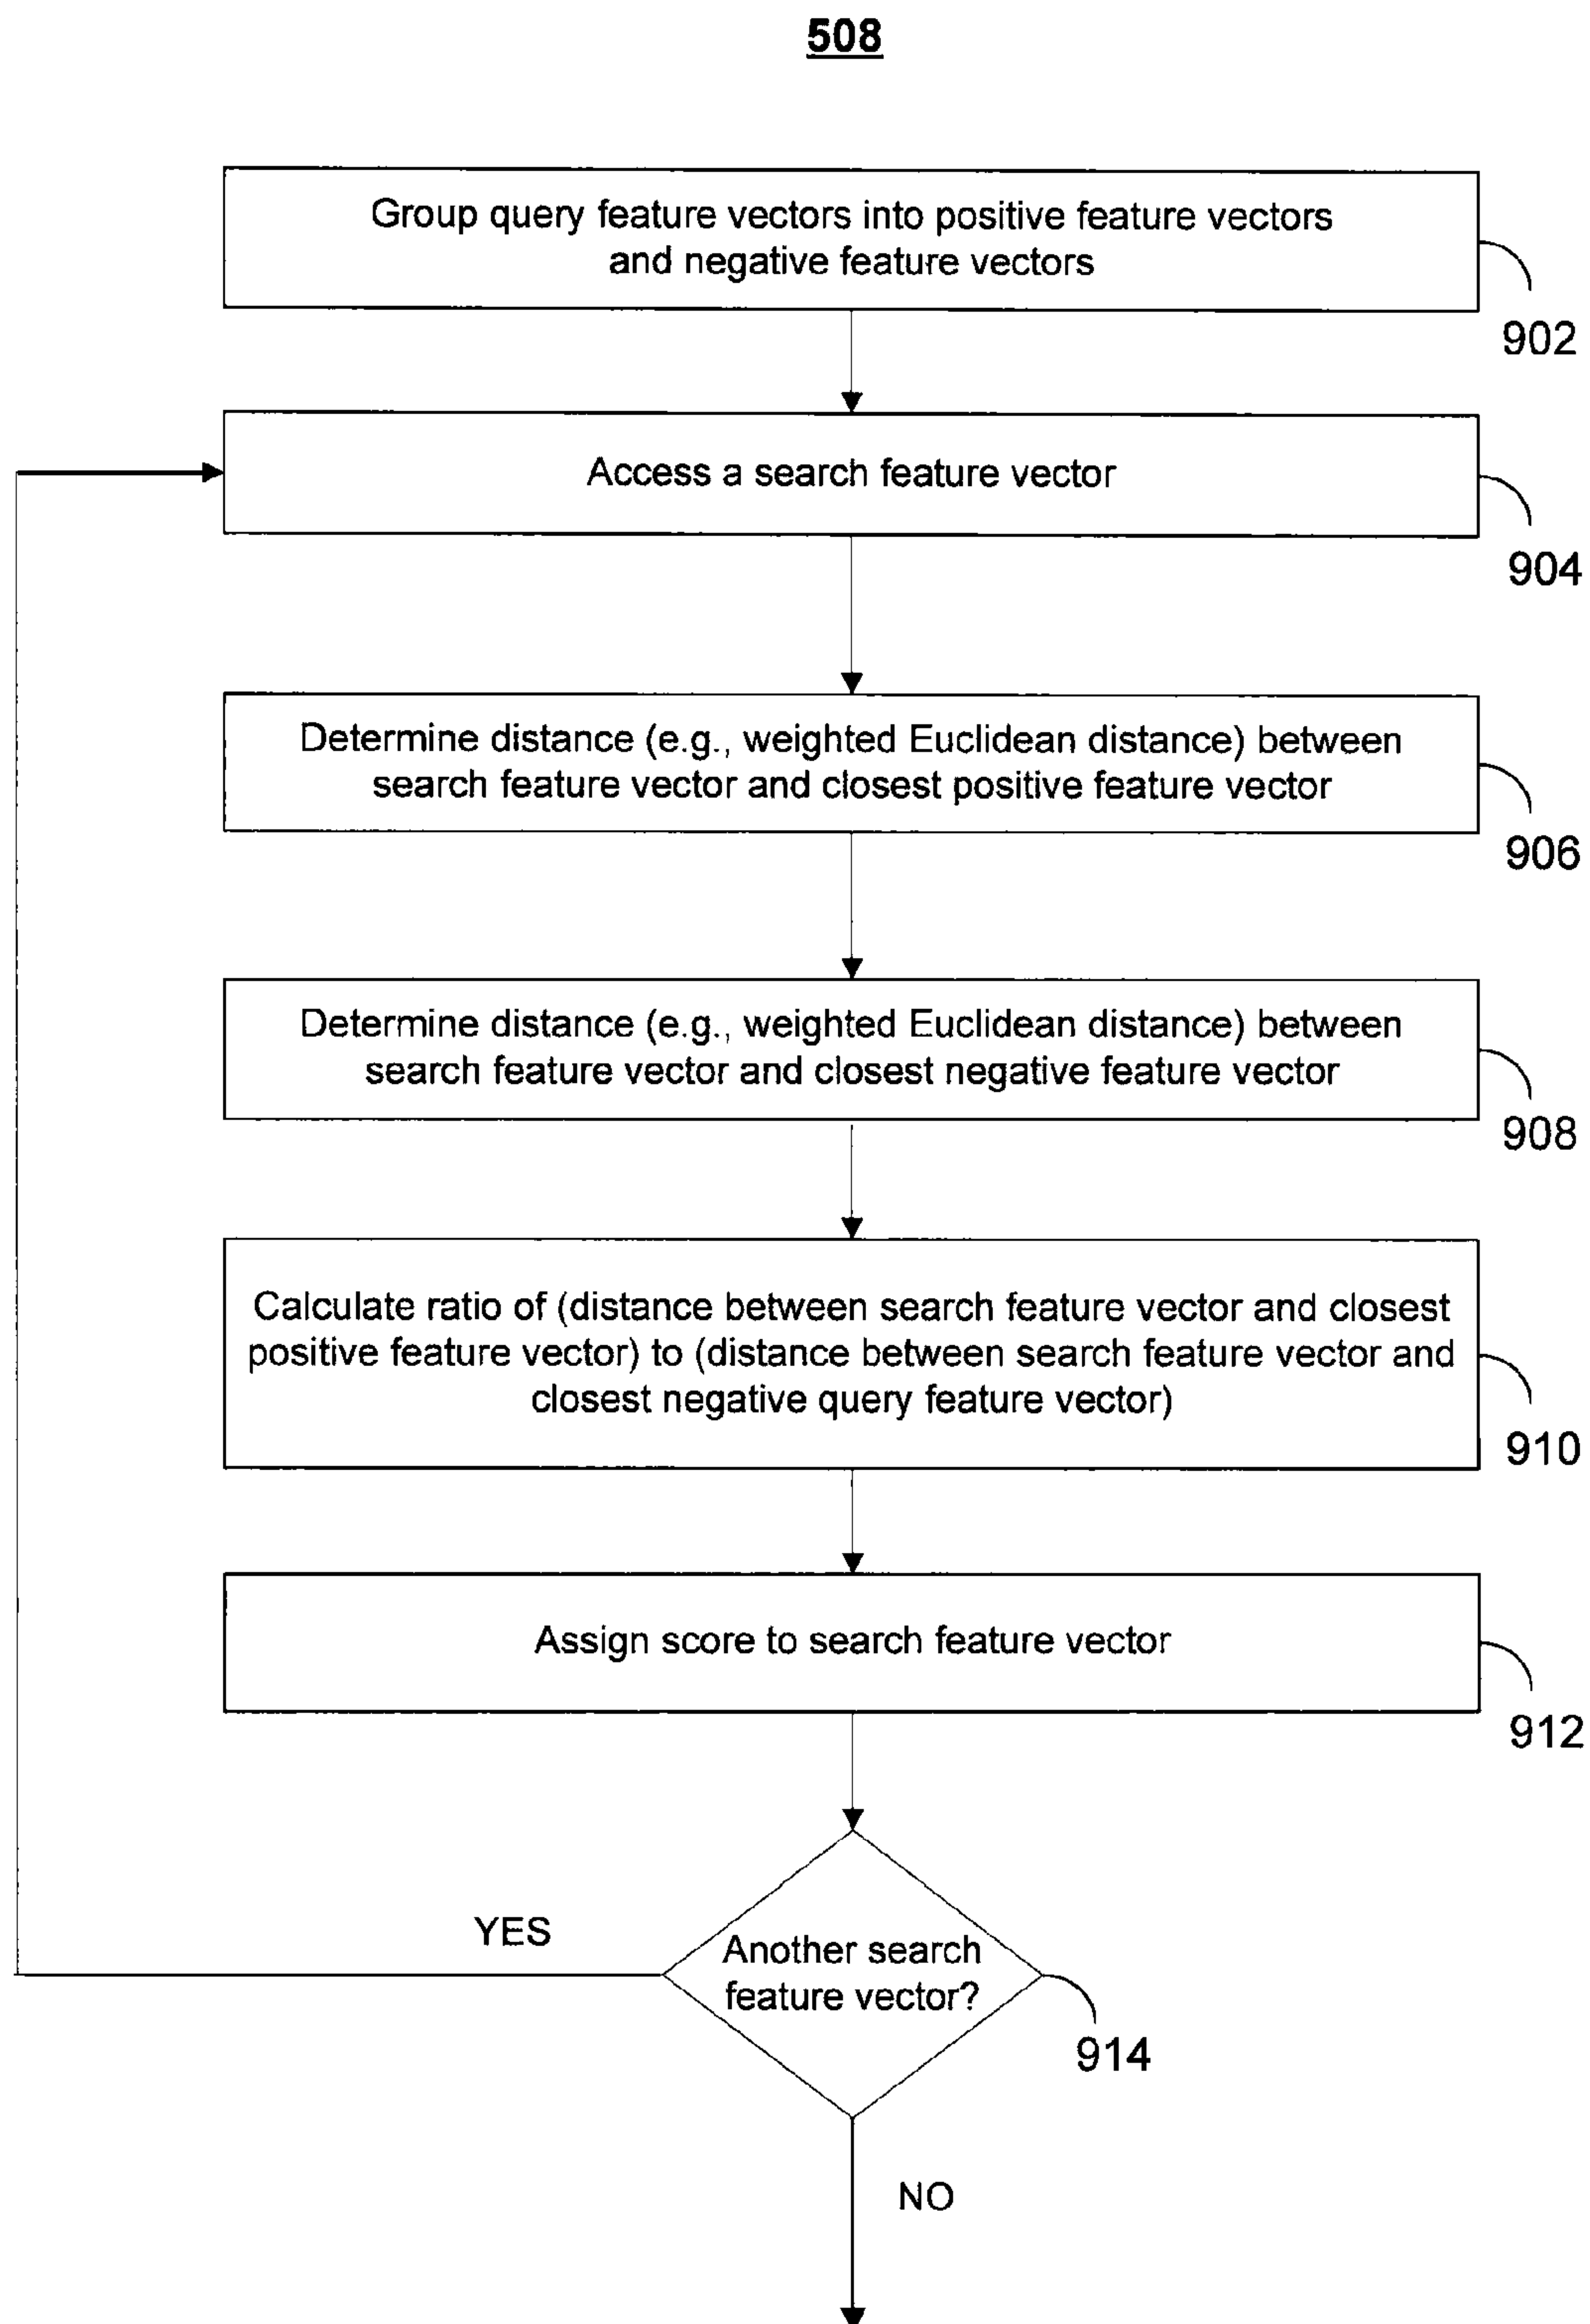 508
Group query feature vectors into positive feature vectors
and negative feature vectors
902
Access a search feature vector
904
Determine distance (e.g., weighted Euclidean distance) between
search feature vector and closest positive feature vector
906
Determine distance (e.g., weighted Euclidean distance) between
search feature vector and closest negative feature vector
908
Calculate ratio of (distance between search feature vector and closest
positive feature vector) to (distance between search feature vector and
closest negative query feature vector)
910
Assign score to search feature vector
912
YES
Another search
feature vector?
914
NO